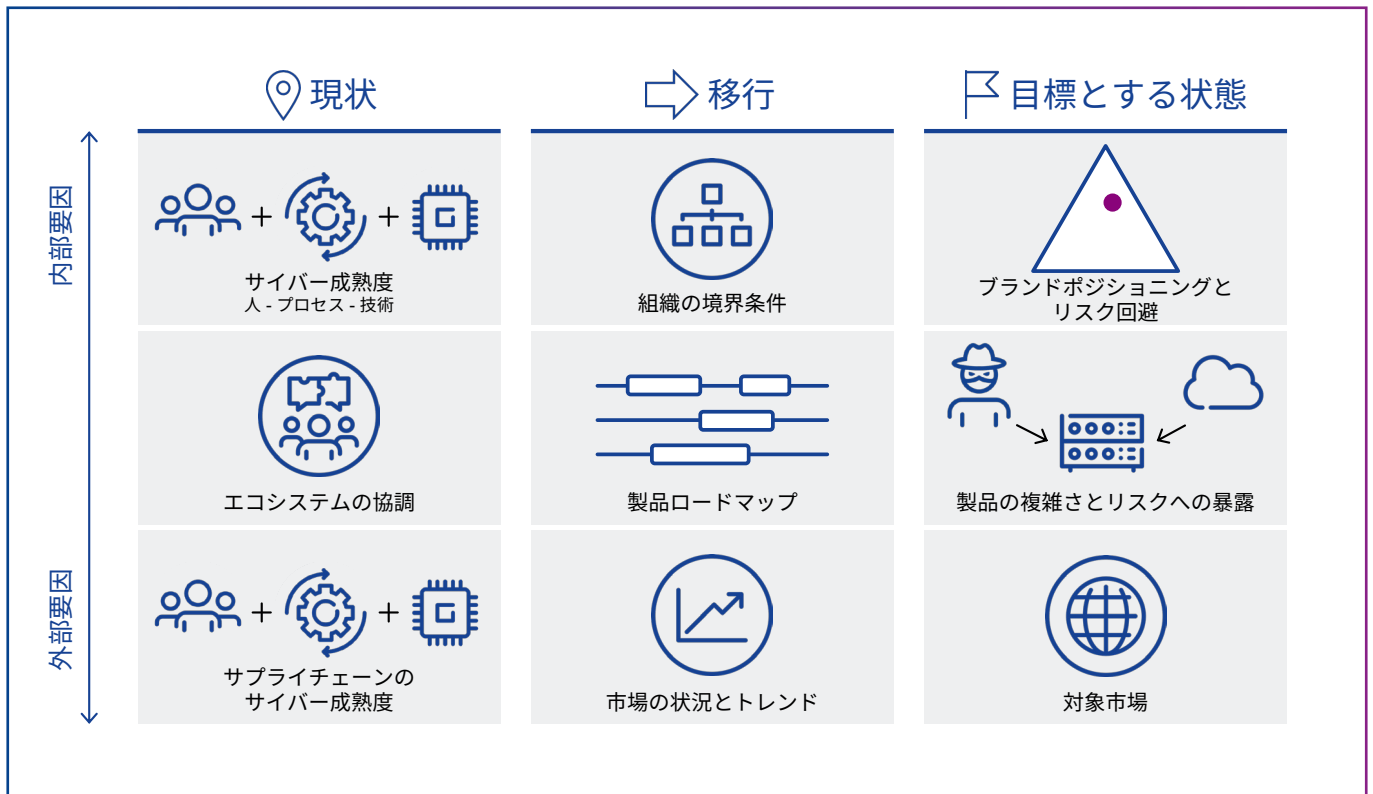 現状
移行
目標とする状態
内部要因
サイバー成熟度
人 - プロセス - 技術
組織の境界条件
ブランドポジショニングと
リスク回避
エコシステムの協調
製品ロードマップ
製品の複雑さとリスクへの暴露
外部要因
サプライチェーンの
サイバー成熟度
市場の状況とトレンド
対象市場